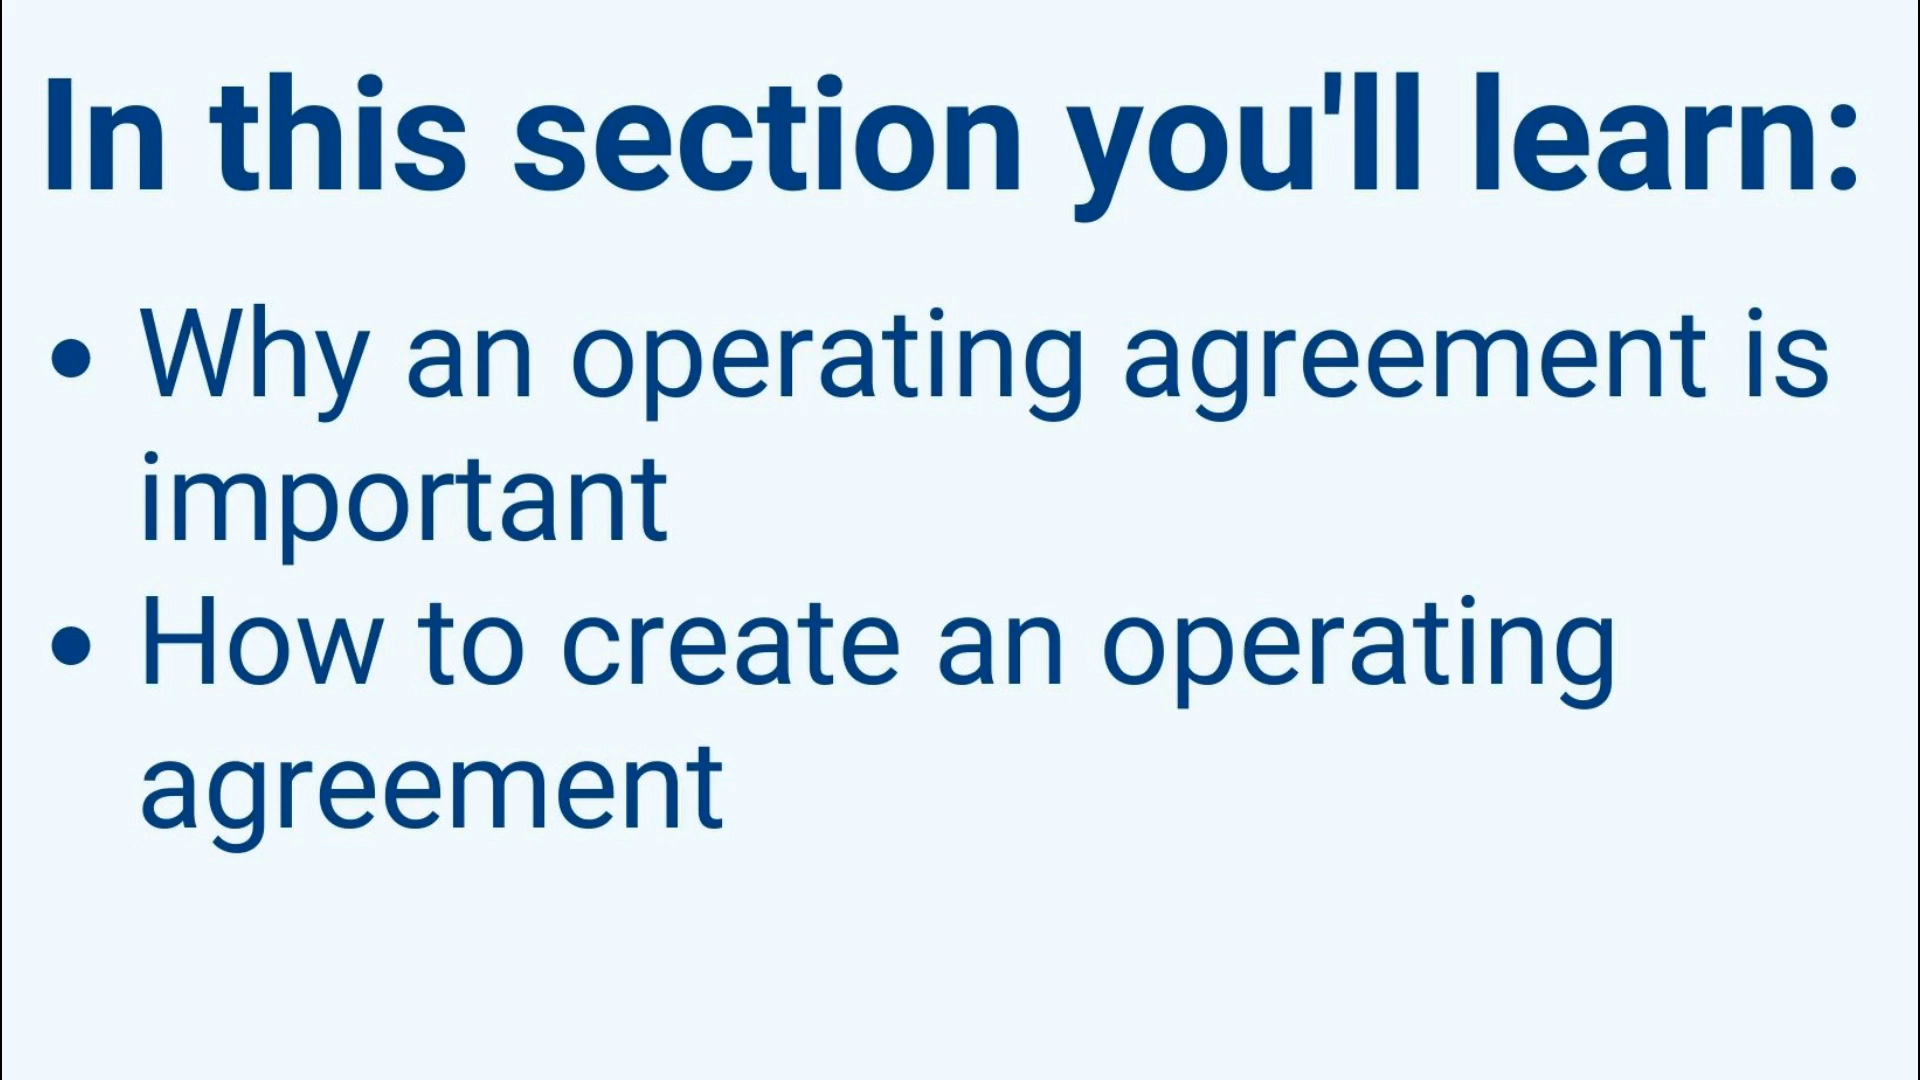 In this section you'll learn:
• Why an operating agreement is
important
• How to create an operating
agreement